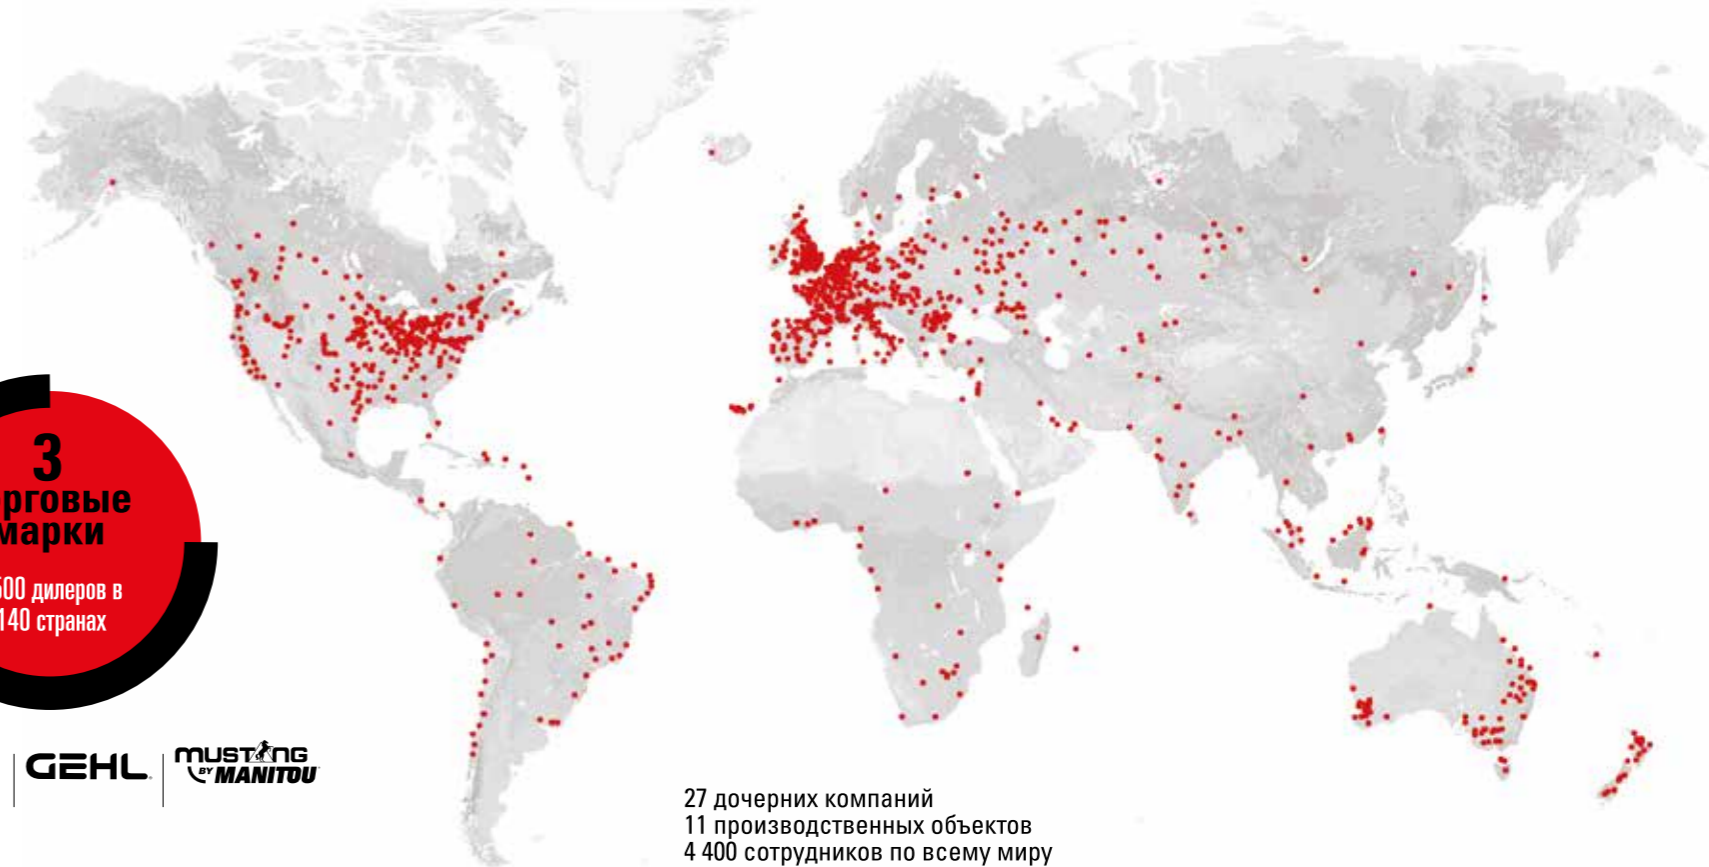 3
орговые
марки
500 дилеров в
140 странах
GEHL
MUSTANG
BY MANITOU
27 дочерних компаний
11 производственных объектов
4 400 сотрудников по всему миру